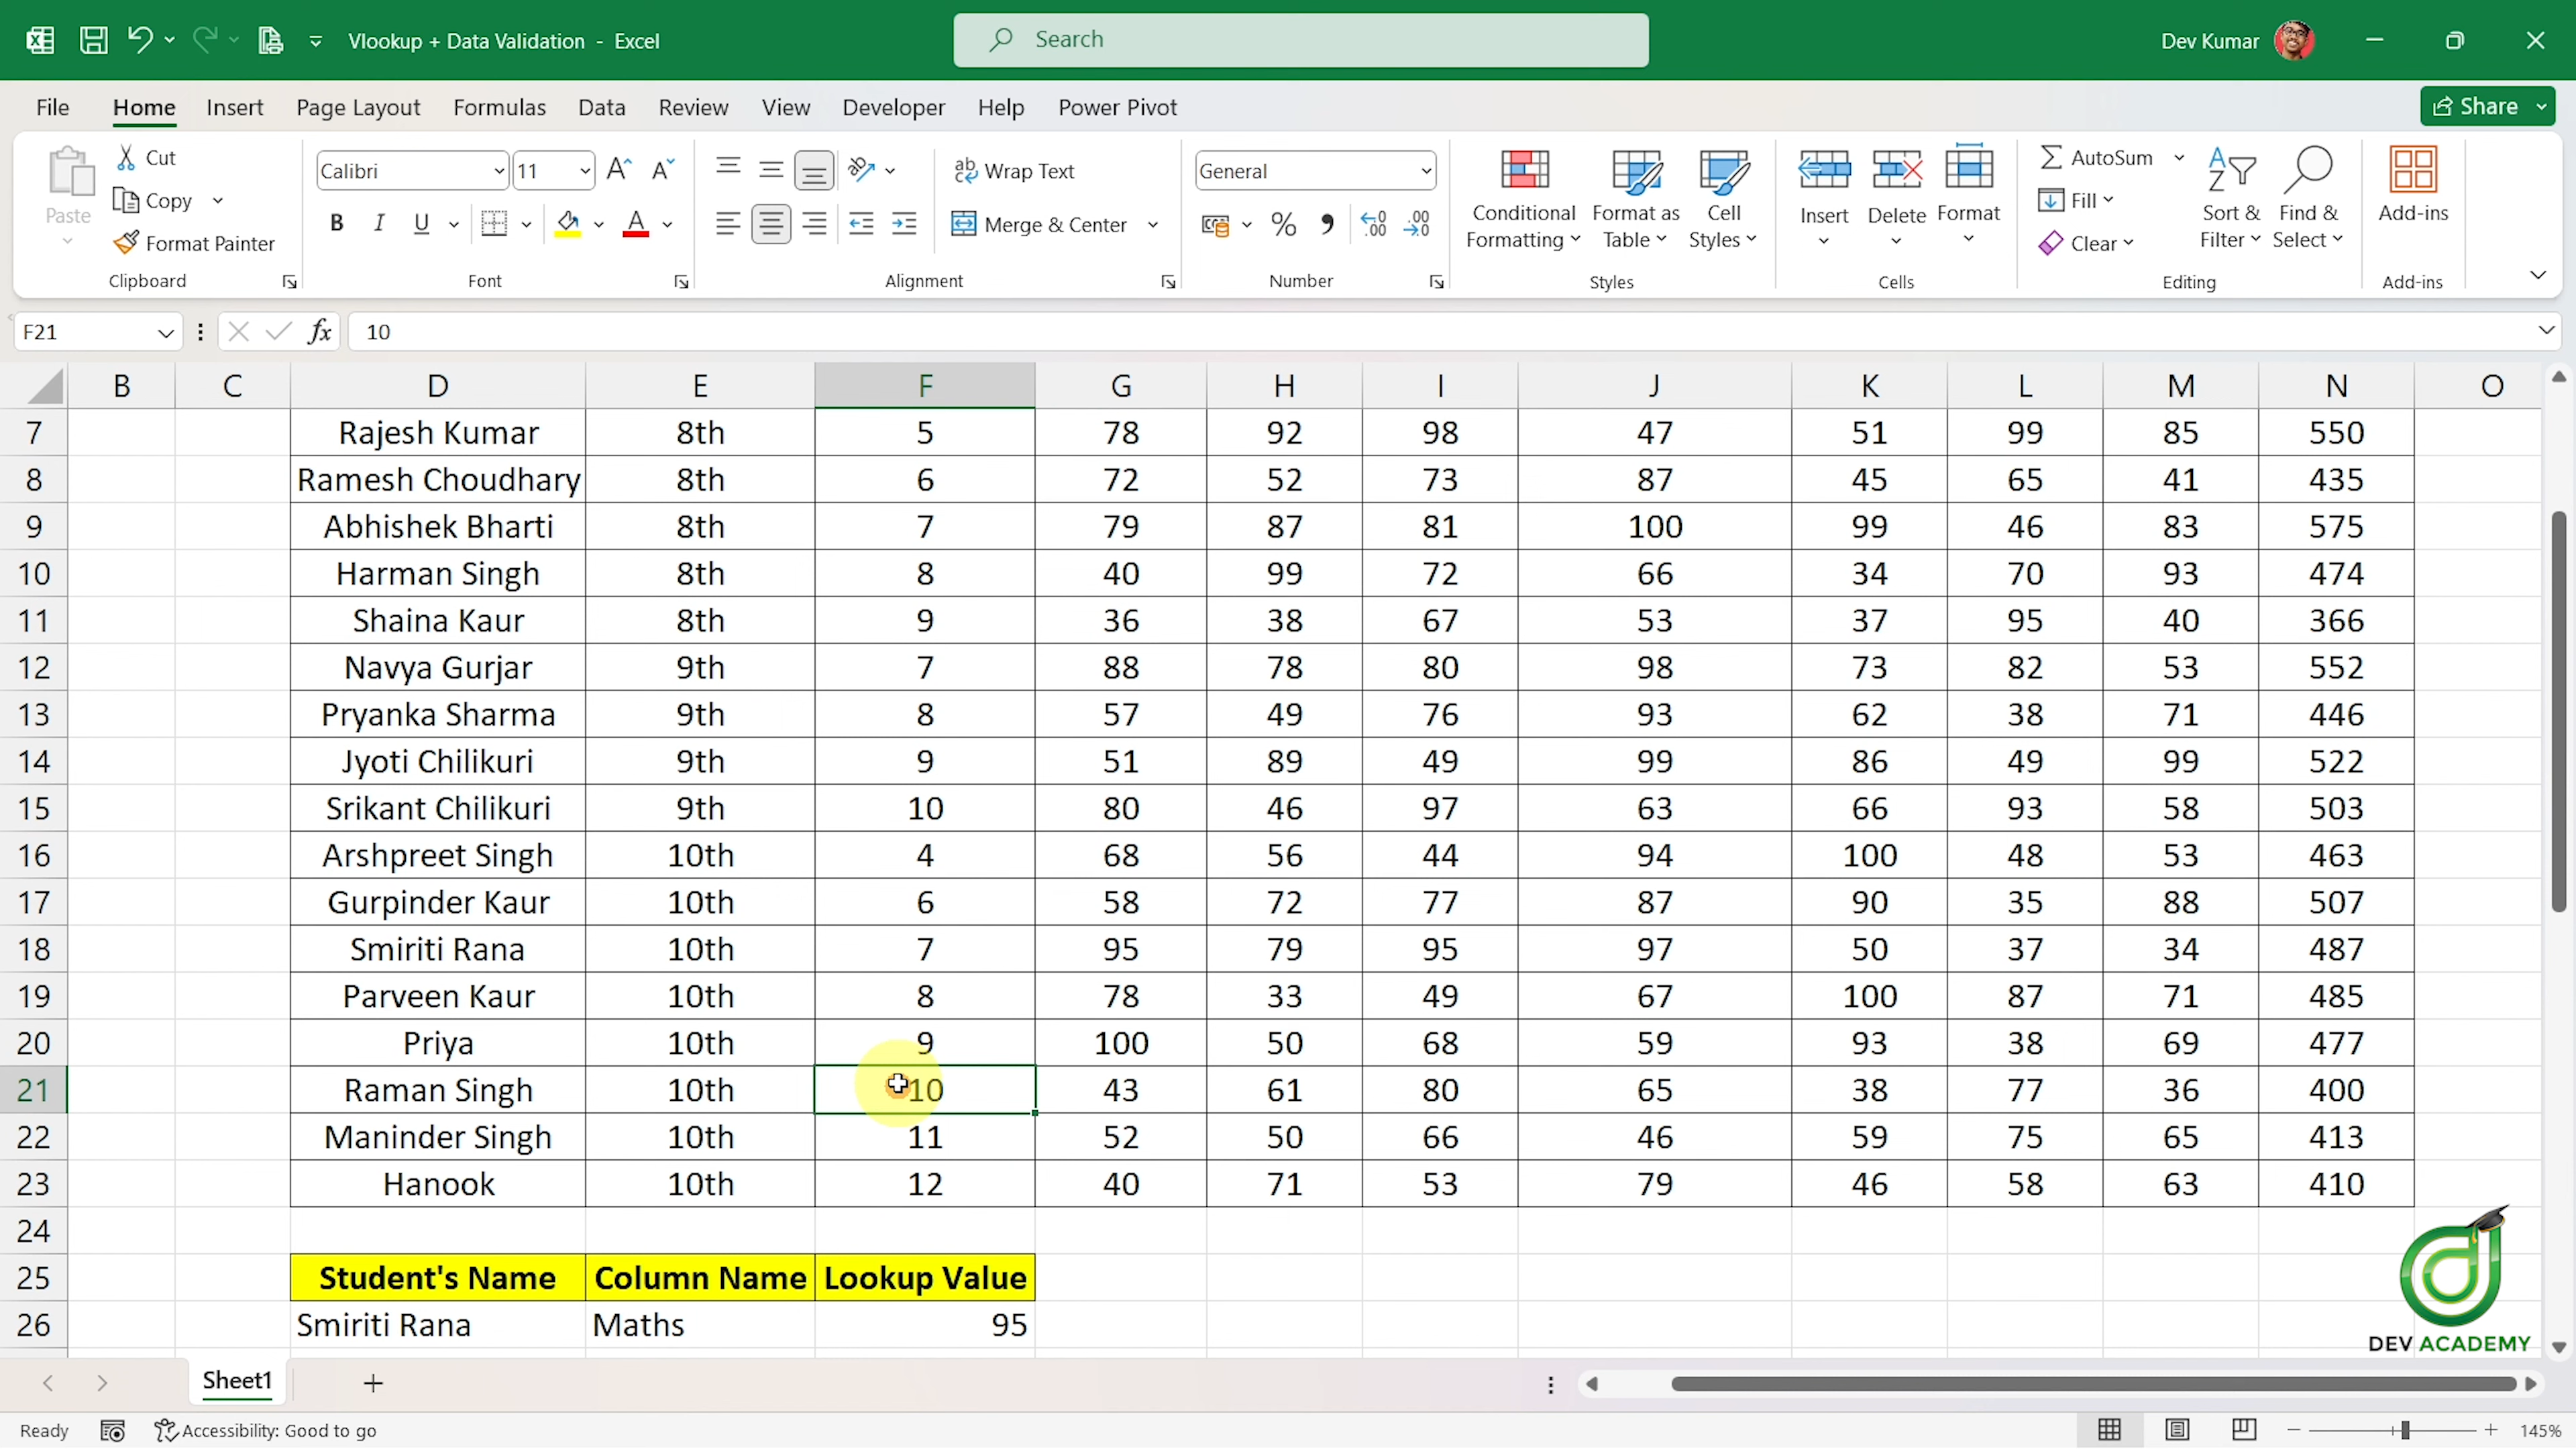 Vlookup + Data Validation - Excel Search Dev Kumar
File Home Insert Page Layout Formulas Data Review View Developer Help Power Pivot Share
Paste Cut Copy Format Painter Clipboard
Calibri 11 B I U A Font
Wrap Text Merge & Center Alignment
General % Number
Conditional Formatting Format as Table Cell Styles Styles
Insert Delete Format Cells
AutoSum Fill Clear Sort & Filter Find & Select Editing
Add-ins Add-ins
F21 fx 10
B C D E F G H I J K L M N O
7 Rajesh Kumar 8th 5 78 92 98 47 51 99 85 550
8 Ramesh Choudhary 8th 6 72 52 73 87 45 65 41 435
9 Abhishek Bharti 8th 7 79 87 81 100 99 46 83 575
10 Harman Singh 8th 8 40 99 72 66 34 70 93 474
11 Shaina Kaur 8th 9 36 38 67 53 37 95 40 366
12 Navya Gurjar 9th 7 88 78 80 98 73 82 53 552
13 Pryanka Sharma 9th 8 57 49 76 93 62 38 71 446
14 Jyoti Chilikuri 9th 9 51 89 49 99 86 49 99 522
15 Srikant Chilikuri 9th 10 80 46 97 63 66 93 58 503
16 Arshpreet Singh 10th 4 68 56 44 94 100 48 53 463
17 Gurpinder Kaur 10th 6 58 72 77 87 90 35 88 507
18 Smiriti Rana 10th 7 95 79 95 97 50 37 34 487
19 Parveen Kaur 10th 8 78 33 49 67 100 87 71 485
20 Priya 10th 9 100 50 68 59 93 38 69 477
21 Raman Singh 10th 10 43 61 80 65 38 77 36 400
22 Maninder Singh 10th 11 52 50 66 46 59 75 65 413
23 Hanook 10th 12 40 71 53 79 46 58 63 410
24
25 Student's Name Column Name Lookup Value
26 Smiriti Rana Maths 95
DEV ACADEMY
Sheet1
Ready Accessibility: Good to go 145%